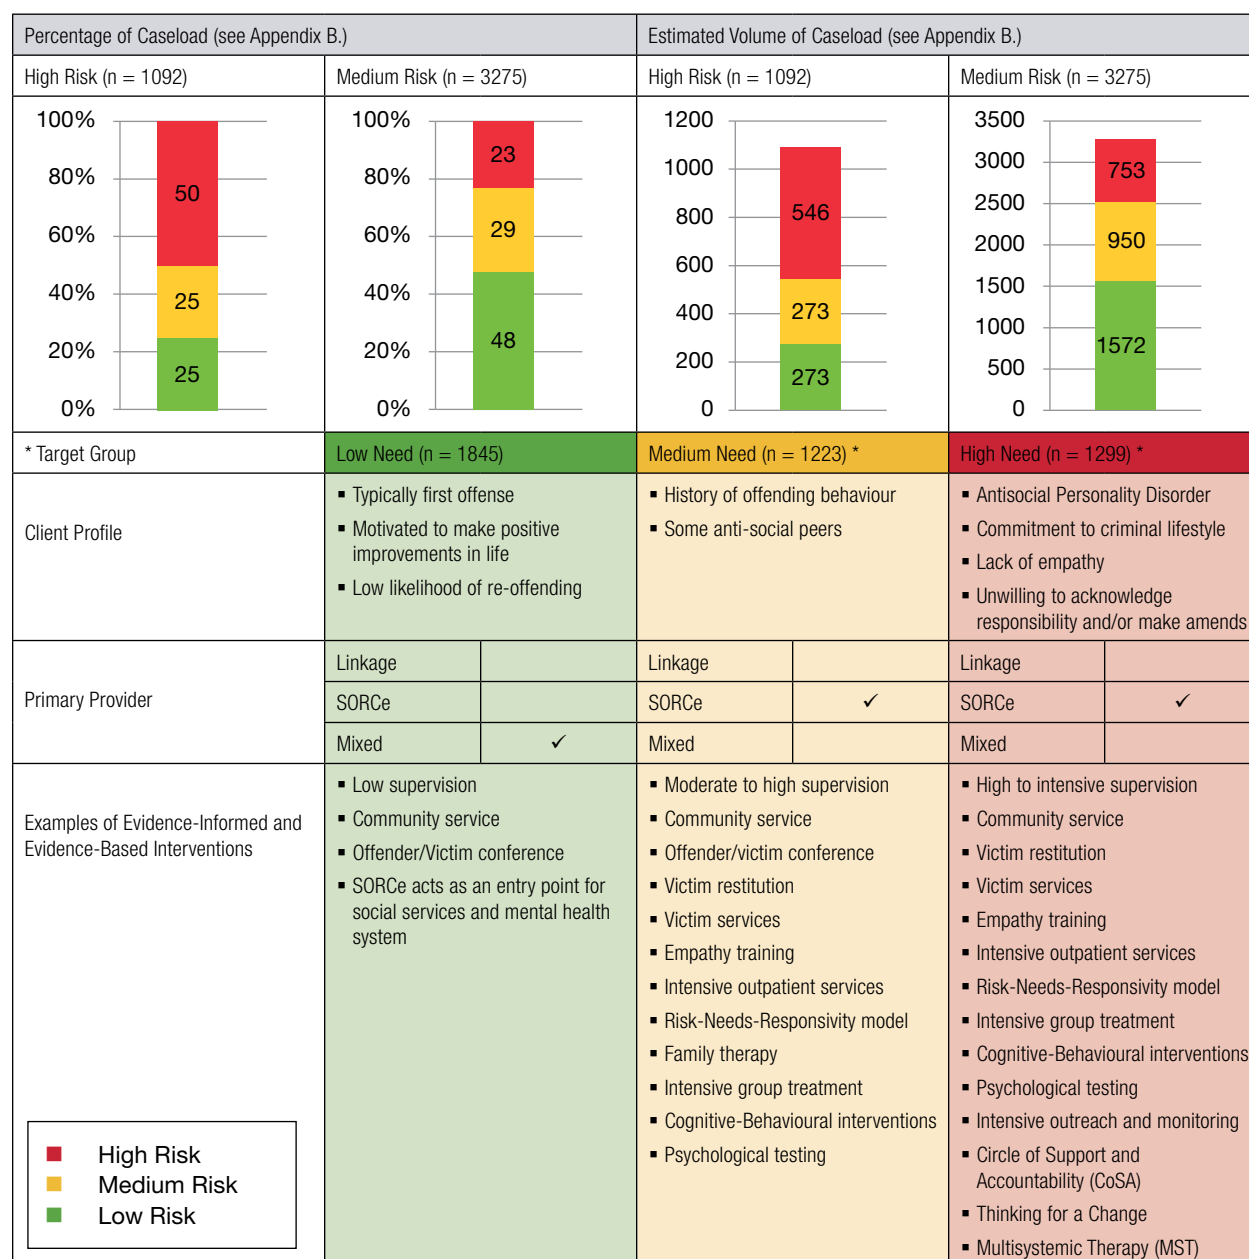 Percentage of Caseload (see Appendix B.)
Estimated Volume of Caseload (see Appendix B.)
High Risk (n = 1092)
Medium Risk (n = 3275)
High Risk (n = 1092)
Medium Risk (n = 3275)
100%
80%
60%
40%
20%
0%
50
25
25
100%
80%
60%
40%
20%
0%
23
29
48
1200
1000
800
600
400
200
0
546
273
273
3500
3000
2500
2000
1500
1000
500
0
753
950
1572
* Target Group
Low Need (n = 1845)
Medium Need (n = 1223) *
High Need (n = 1299) *
Client Profile
▪ Typically first offense
▪ Motivated to make positive
improvements in life
▪ Low likelihood of re-offending
▪ History of offending behaviour
▪ Some anti-social peers
▪ Antisocial Personality Disorder
▪ Commitment to criminal lifestyle
▪ Lack of empathy
▪ Unwilling to acknowledge
responsibility and/or make amends
Primary Provider
Linkage
SORCe
Mixed ✓
Linkage
SORCe ✓
Mixed
Linkage
SORCe ✓
Mixed
Examples of Evidence-Informed and
Evidence-Based Interventions
▪ Low supervision
▪ Community service
▪ Offender/Victim conference
▪ SORCe acts as an entry point for
social services and mental health
system
▪ Moderate to high supervision
▪ Community service
▪ Offender/victim conference
▪ Victim restitution
▪ Victim services
▪ Empathy training
▪ Intensive outpatient services
▪ Risk-Needs-Responsivity model
▪ Family therapy
▪ Intensive group treatment
▪ Cognitive-Behavioural interventions
▪ Psychological testing
▪ High to intensive supervision
▪ Community service
▪ Victim restitution
▪ Victim services
▪ Empathy training
▪ Intensive outpatient services
▪ Risk-Needs-Responsivity model
▪ Intensive group treatment
▪ Cognitive-Behavioural interventions
▪ Psychological testing
▪ Intensive outreach and monitoring
▪ Circle of Support and
Accountability (CoSA)
▪ Thinking for a Change
▪ Multisystemic Therapy (MST)
High Risk
Medium Risk
Low Risk